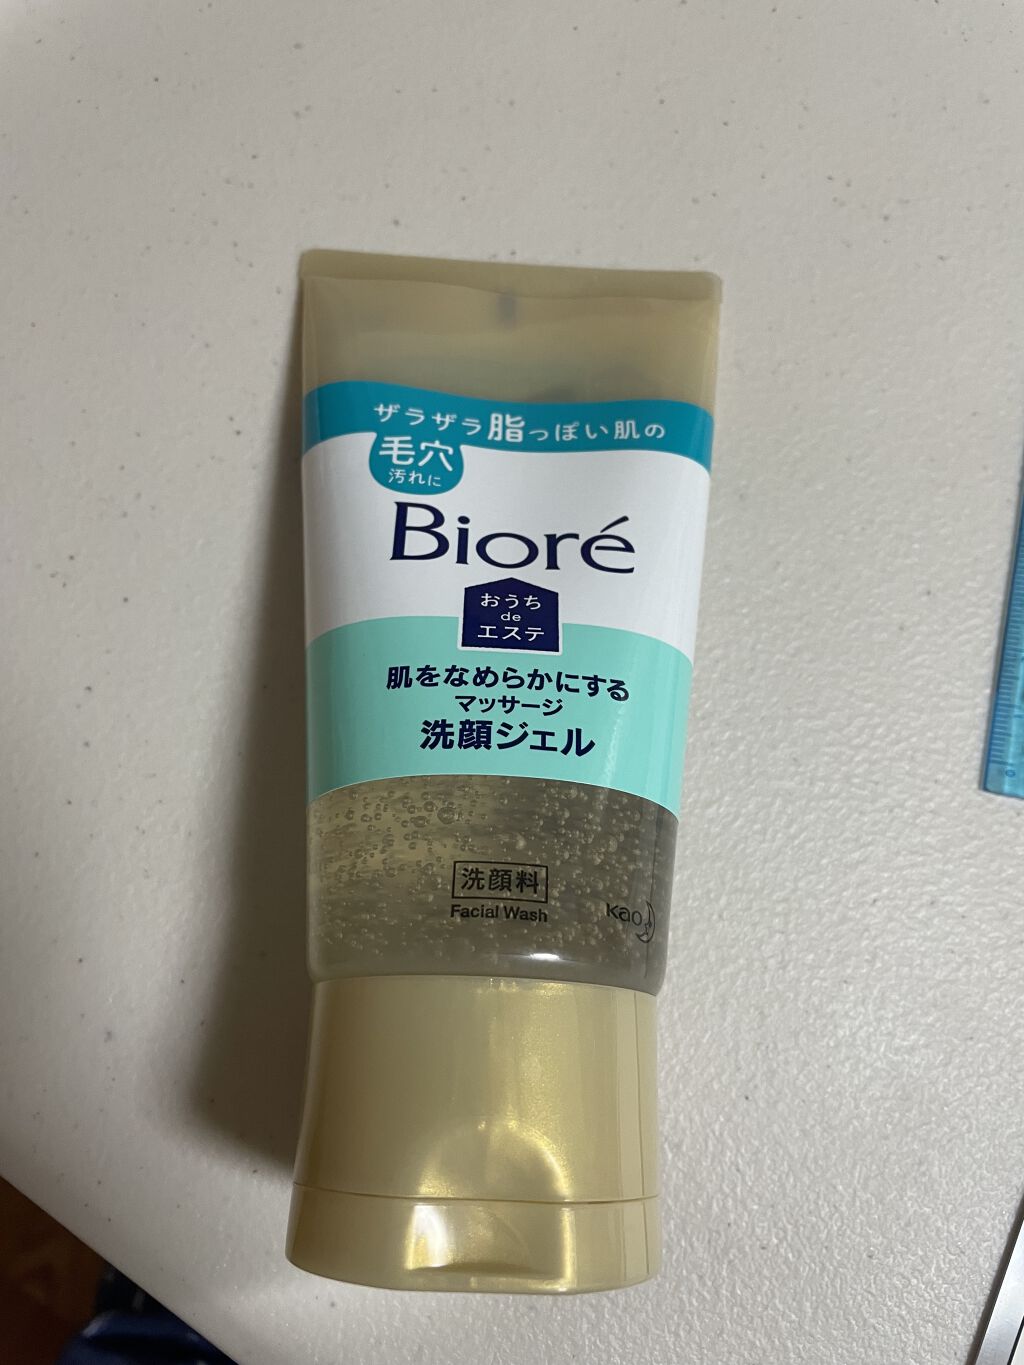 ザラザラ脂っぽい肌の
毛穴
汚れに
Bioré
おうち
de
エステ
肌をなめらかにする
マッサージ
洗顔ジェル
洗顔料
Facial Wash
Kao